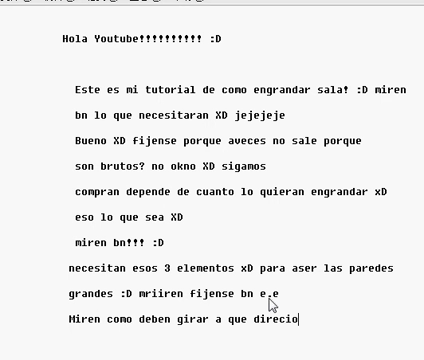 Hola Youtube!!!!!!!!!! :D
Este es mi tutorial de como engrandar sala! :D miren
bn lo que necesitaran XD jejejeje
Bueno XD fijense porque aveces no sale porque
son brutos? no okno XD sigamos
compran depende de cuanto lo quieran engrandar xD
eso lo que sea XD
miren bn!!! :D
necesitan esos 3 elementos xD para aser las paredes
grandes :D mriiren fijense bn e.e
Miren como deben girar a que direcio